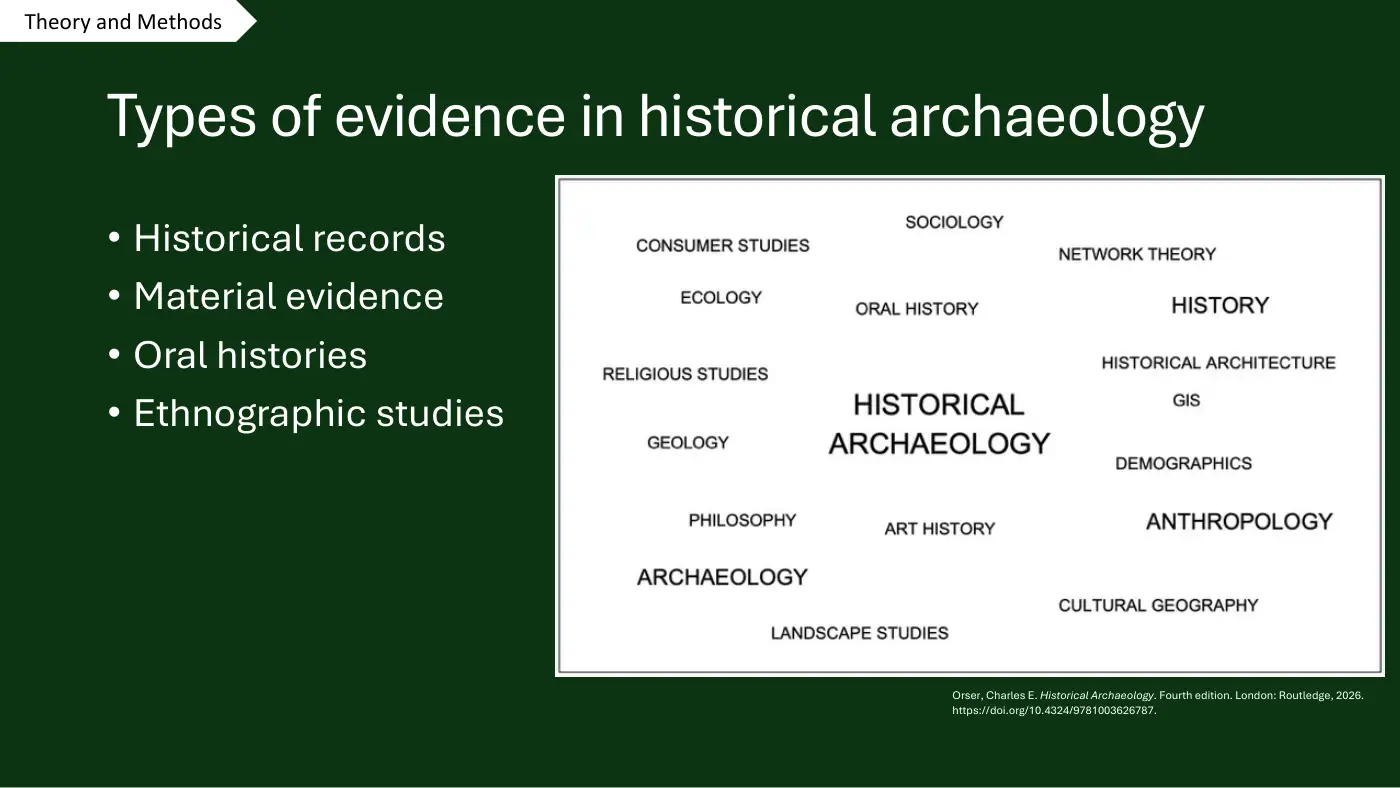 Theory and Methods
Types of evidence in historical archaeology
• Historical records
• Material evidence
• Oral histories
• Ethnographic studies
SOCIOLOGY
CONSUMER STUDIES
NETWORK THEORY
ECOLOGY
ORAL HISTORY
HISTORY
HISTORICAL ARCHITECTURE
RELIGIOUS STUDIES
GIS
HISTORICAL
ARCHAEOLOGY
GEOLOGY
DEMOGRAPHICS
PHILOSOPHY
ART HISTORY
ANTHROPOLOGY
ARCHAEOLOGY
CULTURAL GEOGRAPHY
LANDSCAPE STUDIES
Orser, Charles E. Historical Archaeology. Fourth edition. London: Routledge, 2026.
https://doi.org/10.4324/9781003626787.